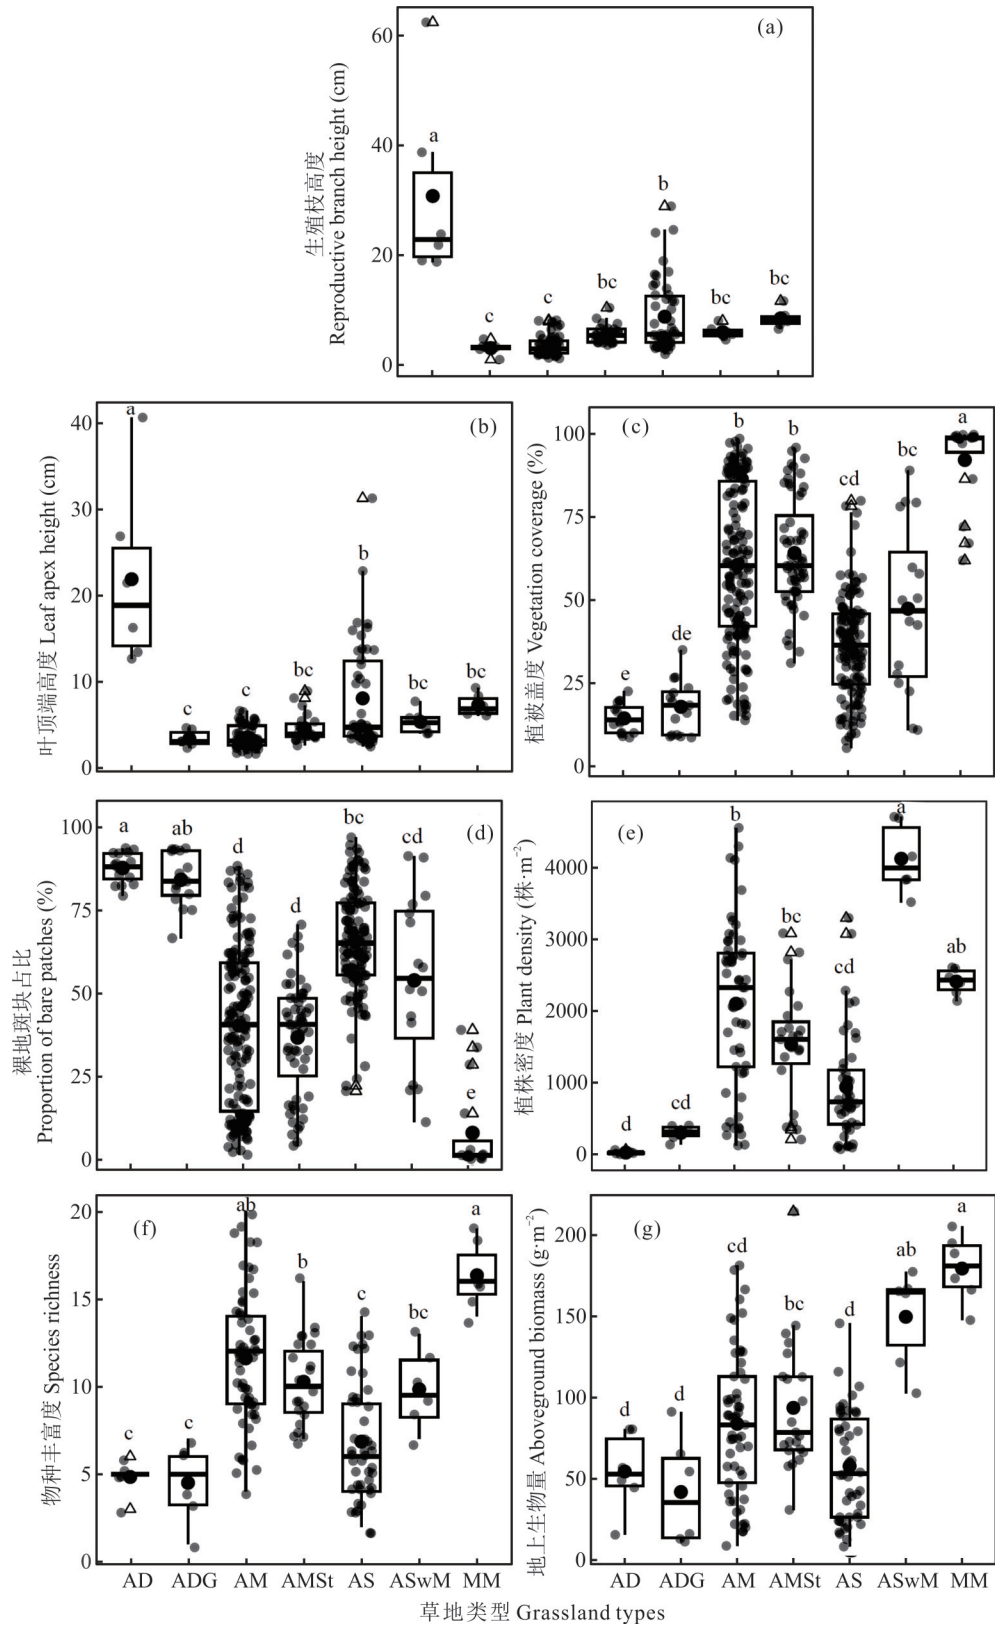 (a)
生殖枝高度
Reproductive branch height (cm)
60
40
20
0
a
c
c
bc
b
bc
bc
(b)
叶顶端高度 Leaf apex height (cm)
40
30
20
10
0
a
c
c
bc
b
bc
bc
(c)
植被盖度 Vegetation coverage (%)
100
75
50
25
0
e
de
b
b
cd
bc
a
(d)
裸地斑块占比
Proportion of bare patches (%)
100
75
50
25
0
a
ab
d
d
bc
cd
e
(e)
植株密度 Plant density (株·m⁻²)
4000
3000
2000
1000
0
d
cd
b
bc
cd
a
ab
(f)
物种丰富度 Species richness
20
15
10
5
0
c
c
ab
b
c
bc
a
AD ADG AM AMSt AS ASwM MM
(g)
地上生物量 Aboveground biomass (g·m⁻²)
200
150
100
50
0
d
d
cd
bc
d
ab
a
AD ADG AM AMSt AS ASwM MM
草地类型 Grassland types